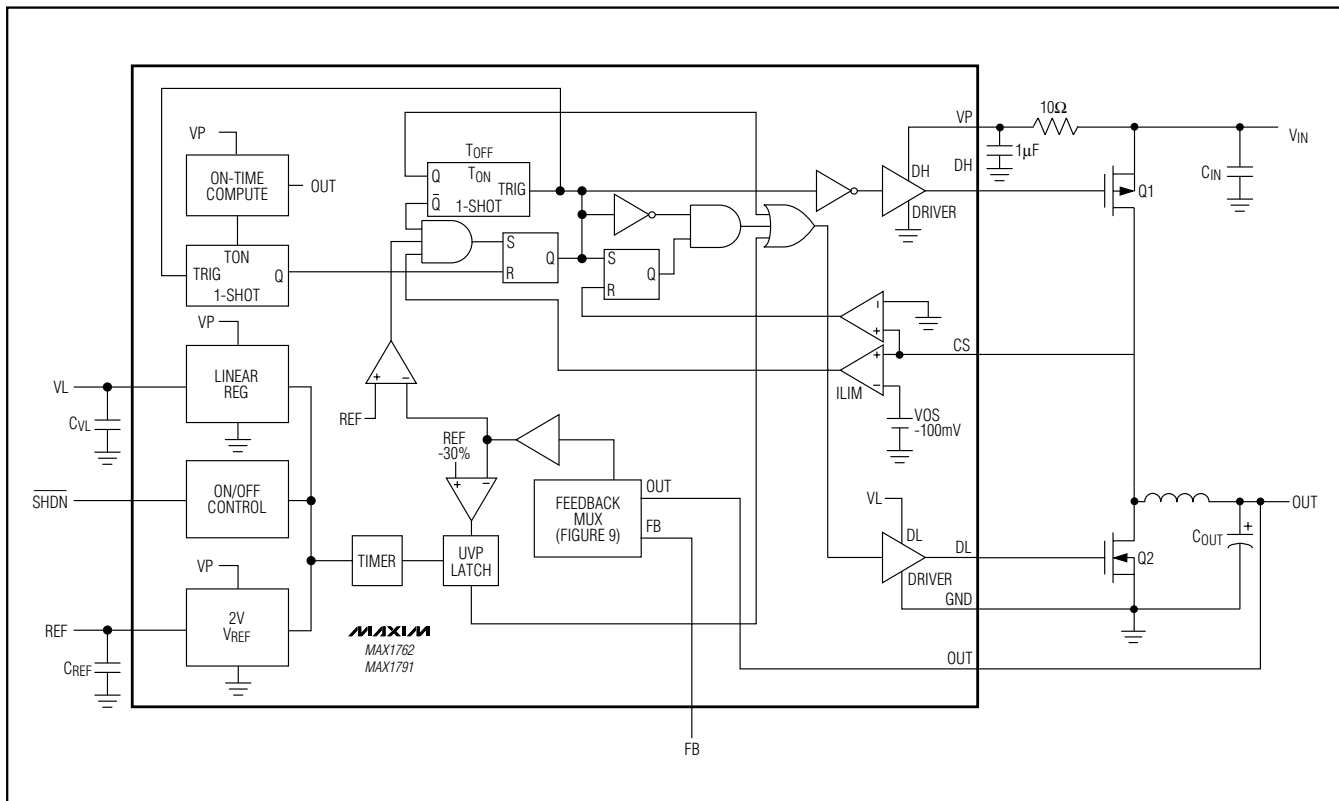 VP
ON-TIME
COMPUTE
OUT
TON
TRIG
Q
1-SHOT
TOFF
Q
TON
TRIG
Q̅
1-SHOT
S
Q
R
S
Q
R
DH
DRIVER
VP
10Ω
1µF
DH
VIN
CIN
Q1
VP
VL
LINEAR
REG
CVL
SHDN
ON/OFF
CONTROL
VP
REF
2V
VREF
CREF
+
−
REF
REF
-30%
+
−
TIMER
UVP
LATCH
FEEDBACK
MUX
(FIGURE 9)
OUT
FB
−
+
+
−
ILIM
CS
VOS
-100mV
VL
DL
DRIVER
DL
GND
OUT
Q2
COUT
+
OUT
MAXIM
MAX1762
MAX1791
FB